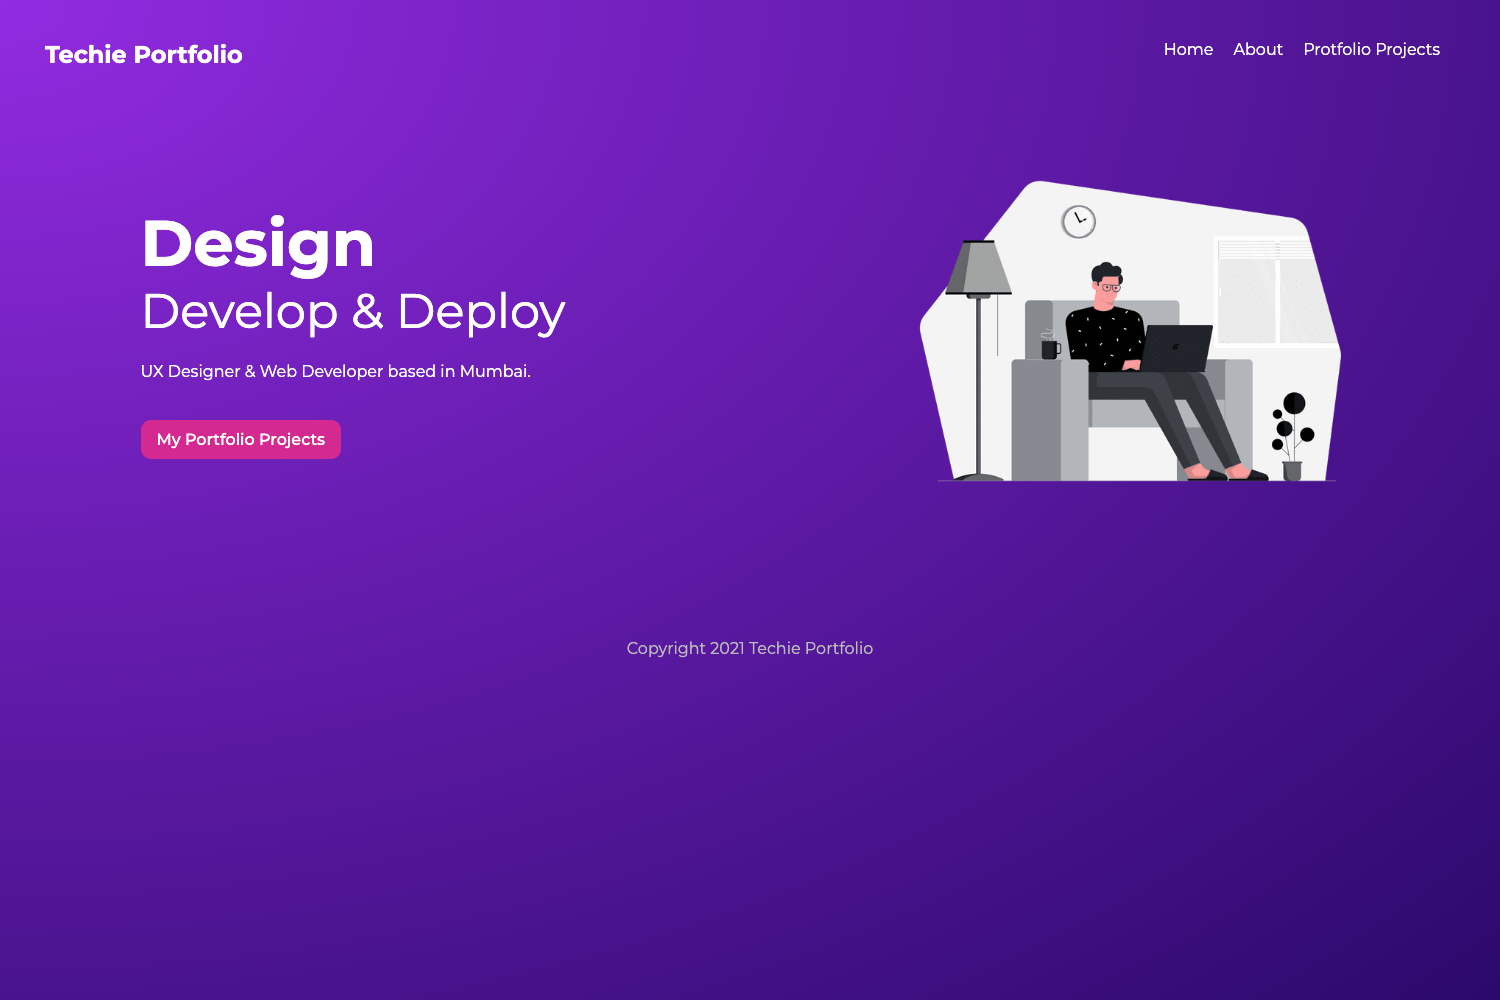 Techie Portfolio
Home About Protfolio Projects
Design
Develop & Deploy
UX Designer & Web Developer based in Mumbai.
My Portfolio Projects
Copyright 2021 Techie Portfolio